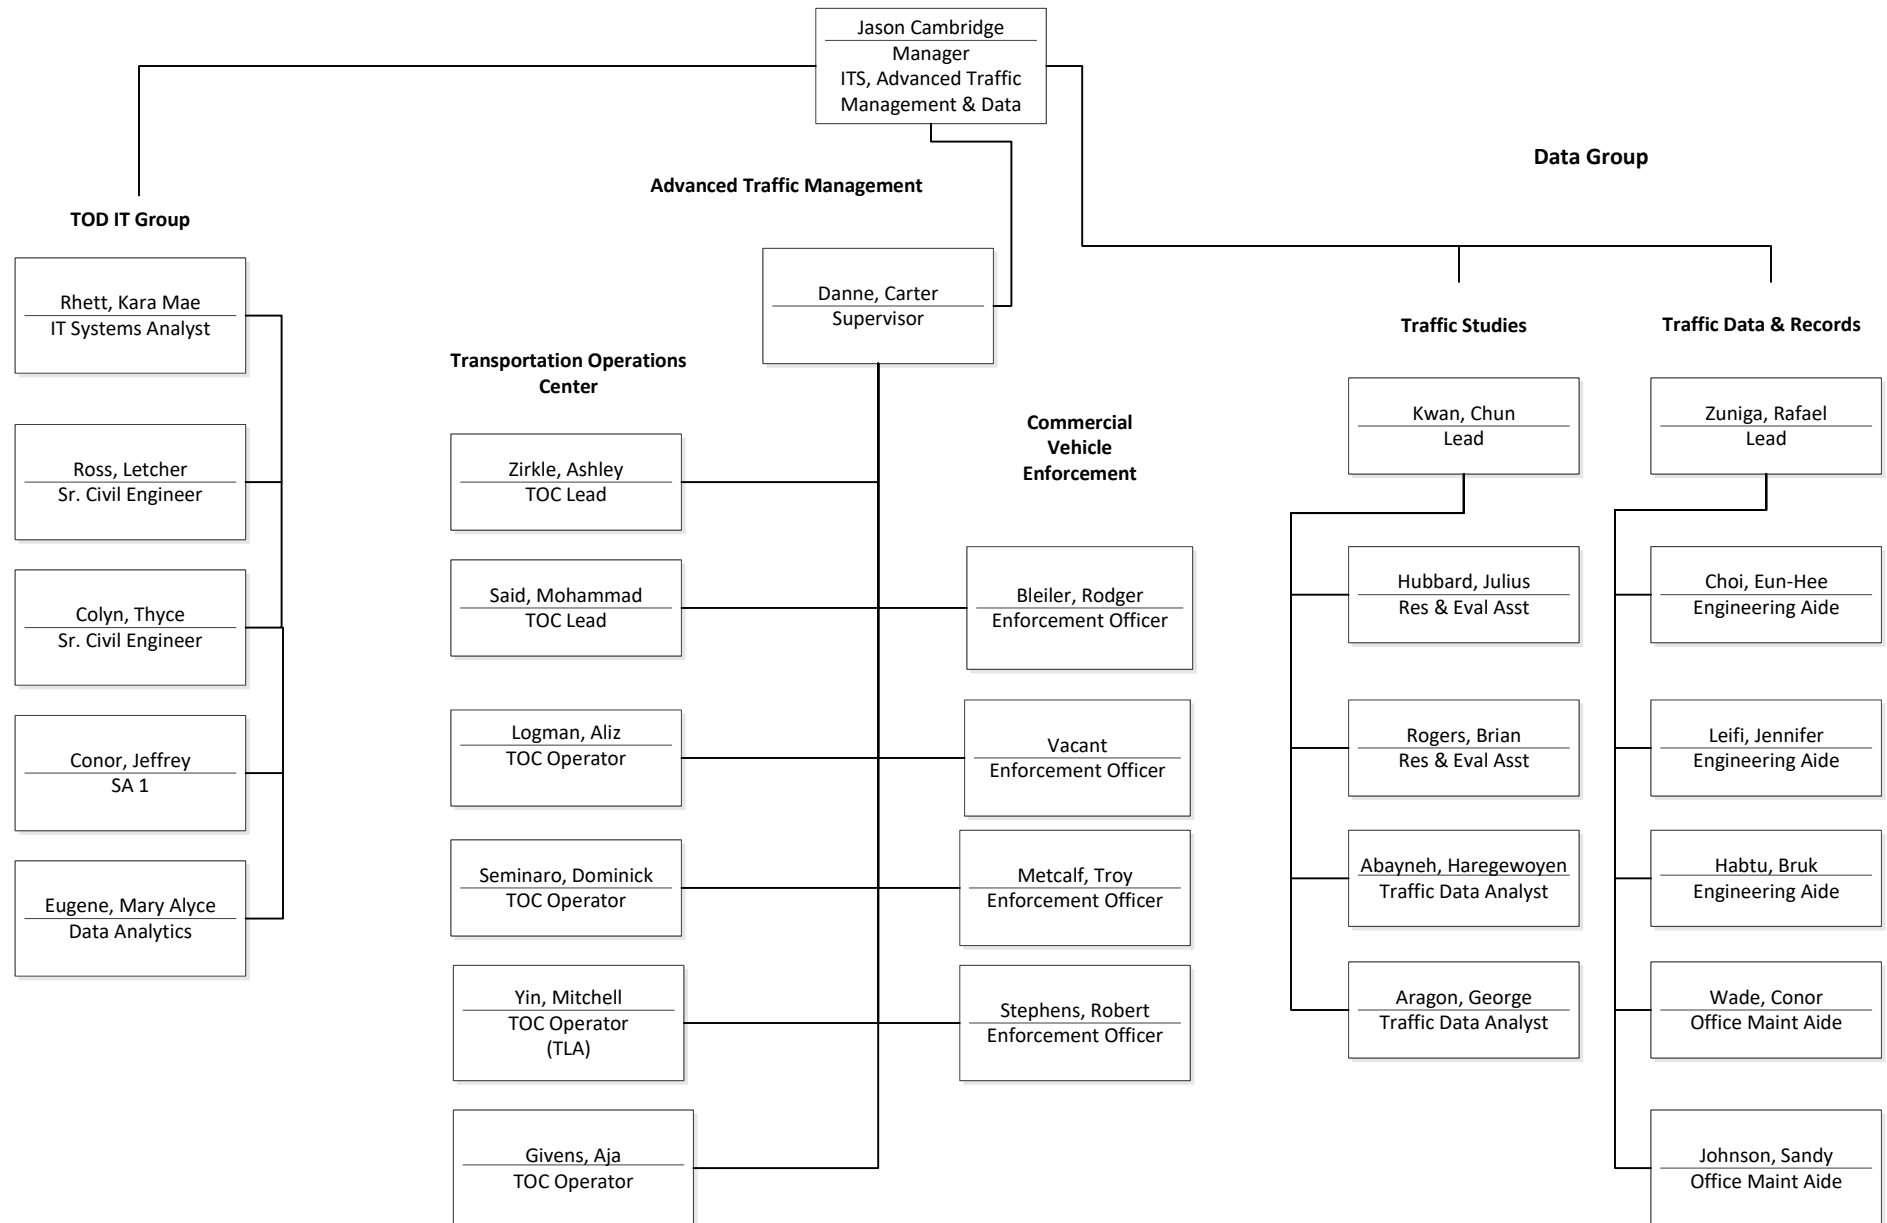 Jason Cambridge
Manager
ITS, Advanced Traffic
Management & Data
TOD IT Group
Rhett, Kara Mae
IT Systems Analyst
Ross, Letcher
Sr. Civil Engineer
Colyn, Thyce
Sr. Civil Engineer
Conor, Jeffrey
SA 1
Eugene, Mary Alyce
Data Analytics
Advanced Traffic Management
Danne, Carter
Supervisor
Transportation Operations
Center
Zirkle, Ashley
TOC Lead
Said, Mohammad
TOC Lead
Logman, Aliz
TOC Operator
Seminaro, Dominick
TOC Operator
Yin, Mitchell
TOC Operator
(TLA)
Givens, Aja
TOC Operator
Commercial
Vehicle
Enforcement
Bleiler, Rodger
Enforcement Officer
Vacant
Enforcement Officer
Metcalf, Troy
Enforcement Officer
Stephens, Robert
Enforcement Officer
Data Group
Traffic Studies
Kwan, Chun
Lead
Hubbard, Julius
Res & Eval Asst
Rogers, Brian
Res & Eval Asst
Abayneh, Haregewoyen
Traffic Data Analyst
Aragon, George
Traffic Data Analyst
Traffic Data & Records
Zuniga, Rafael
Lead
Choi, Eun-Hee
Engineering Aide
Leifi, Jennifer
Engineering Aide
Habtu, Bruk
Engineering Aide
Wade, Conor
Office Maint Aide
Johnson, Sandy
Office Maint Aide